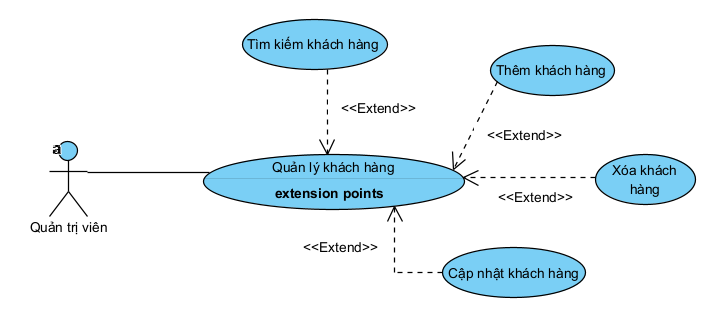 Tìm kiếm khách hàng
Thêm khách hàng
<<Extend>>
<<Extend>>
a
Quản lý khách hàng
extension points
Xóa khách
hàng
<<Extend>>
Quản trị viên
<<Extend>>
Cập nhật khách hàng